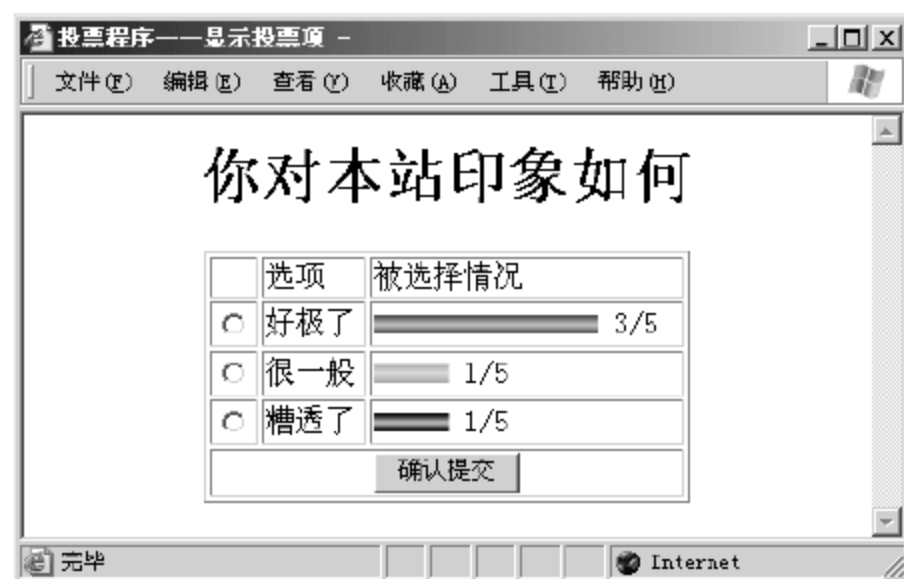 投票程序——显示投票项 -
文件(F) 编辑(E) 查看(V) 收藏(A) 工具(T) 帮助(H)
你对本站印象如何
选项 被选择情况
好极了 3/5
很一般 1/5
糟透了 1/5
确认提交
完毕 Internet